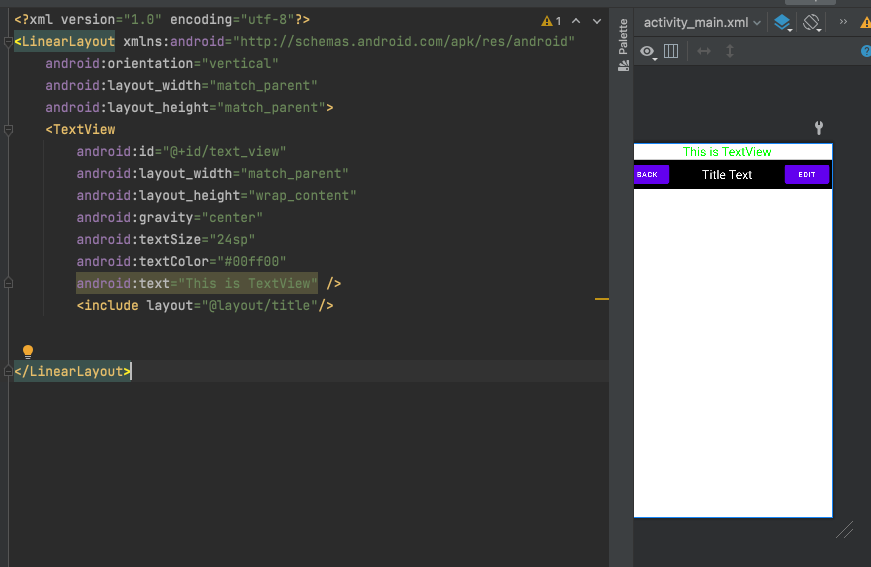 <?xml version="1.0" encoding="utf-8"?>
1
<LinearLayout xmlns:android="http://schemas.android.com/apk/res/android"
android:orientation="vertical"
android:layout_width="match_parent"
android:layout_height="match_parent">
<TextView
android:id="@+id/text_view"
android:layout_width="match_parent"
android:layout_height="wrap_content"
android:gravity="center"
android:textSize="24sp"
android:textColor="#00ff00"
android:text="This is TextView" />
<include layout="@layout/title"/>
</LinearLayout>
Palette
activity_main.xml
This is TextView
BACK
Title Text
EDIT